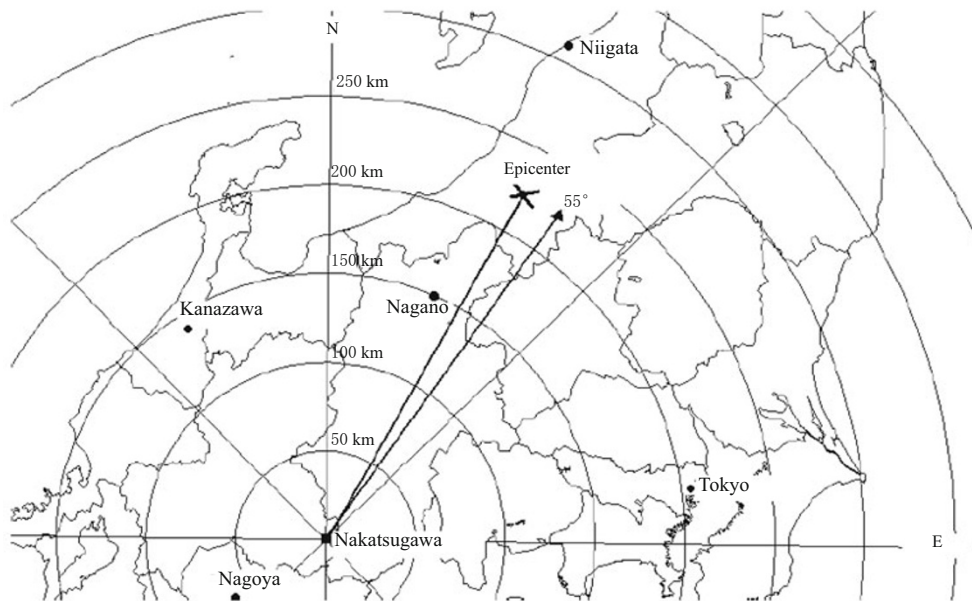 N
Niigata
250 km
Epicenter
200 km
55°
150 km
Nagano
Kanazawa
100 km
50 km
Tokyo
Nakatsugawa
E
Nagoya